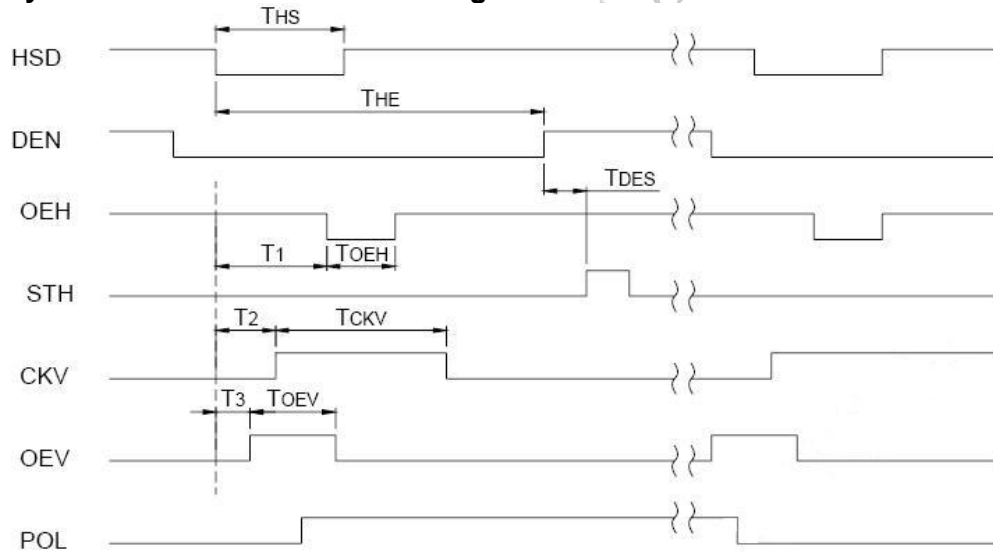 THS
HSD
THE
DEN
TDES
OEH
T1 TOEH
STH
T2 TCKV
CKV
T3 TOEV
OEV
POL